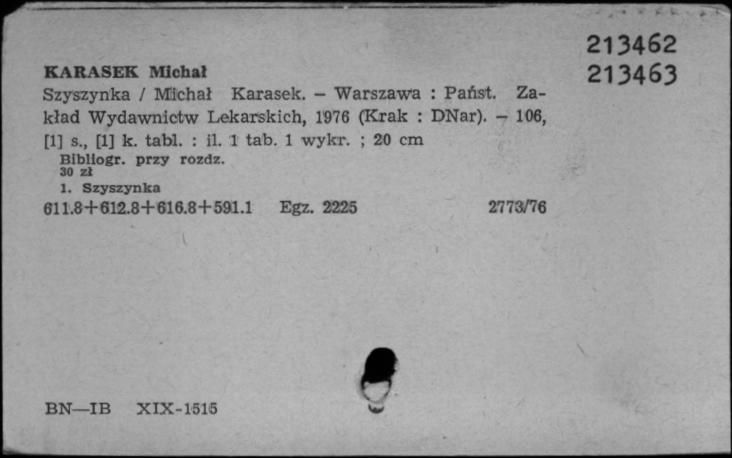 213462
213463
KARASEK Michał
Szyszynka / Michał Karasek. — Warszawa : Państ. Za-
kład Wydawnictw Lekarskich, 1976 (Krak : DNar). — 106,
[1] s., [1] k. tabl. : il. 1 tab. 1 wykr. ; 20 cm
Bibliogr. przy rozdz.
30 zł
1. Szyszynka
611.8+612.8+616.8+591.1 Egz. 2225 2773/76
BN—IB XIX-1515